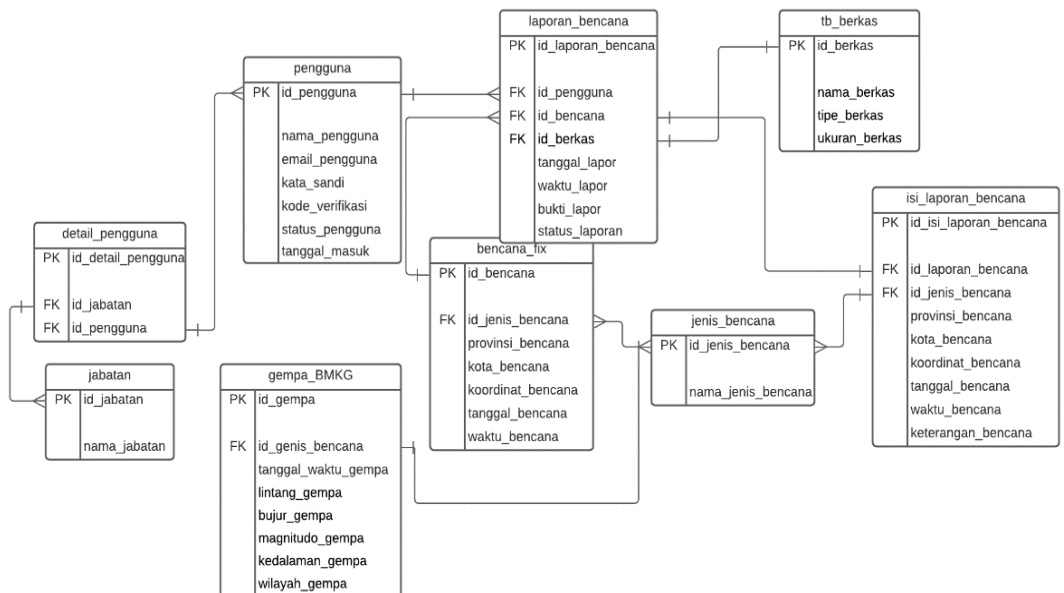 laporan_bencana
PK id_laporan_bencana
FK id_pengguna
FK id_bencana
FK id_berkas
tanggal_lapor
waktu_lapor
bukti_lapor
status_laporan
tb_berkas
PK id_berkas
nama_berkas
tipe_berkas
ukuran_berkas
pengguna
PK id_pengguna
nama_pengguna
email_pengguna
kata_sandi
kode_verifikasi
status_pengguna
tanggal_masuk
isi_laporan_bencana
PK id_isi_laporan_bencana
FK id_laporan_bencana
FK id_jenis_bencana
provinsi_bencana
kota_bencana
koordinat_bencana
tanggal_bencana
waktu_bencana
keterangan_bencana
detail_pengguna
PK id_detail_pengguna
FK id_jabatan
FK id_pengguna
bencana_fix
PK id_bencana
FK id_jenis_bencana
provinsi_bencana
kota_bencana
koordinat_bencana
tanggal_bencana
waktu_bencana
jenis_bencana
PK id_jenis_bencana
nama_jenis_bencana
jabatan
PK id_jabatan
nama_jabatan
gempa_BMKG
PK id_gempa
FK id_genis_bencana
tanggal_waktu_gempa
lintang_gempa
bujur_gempa
magnitudo_gempa
kedalaman_gempa
wilayah_gempa